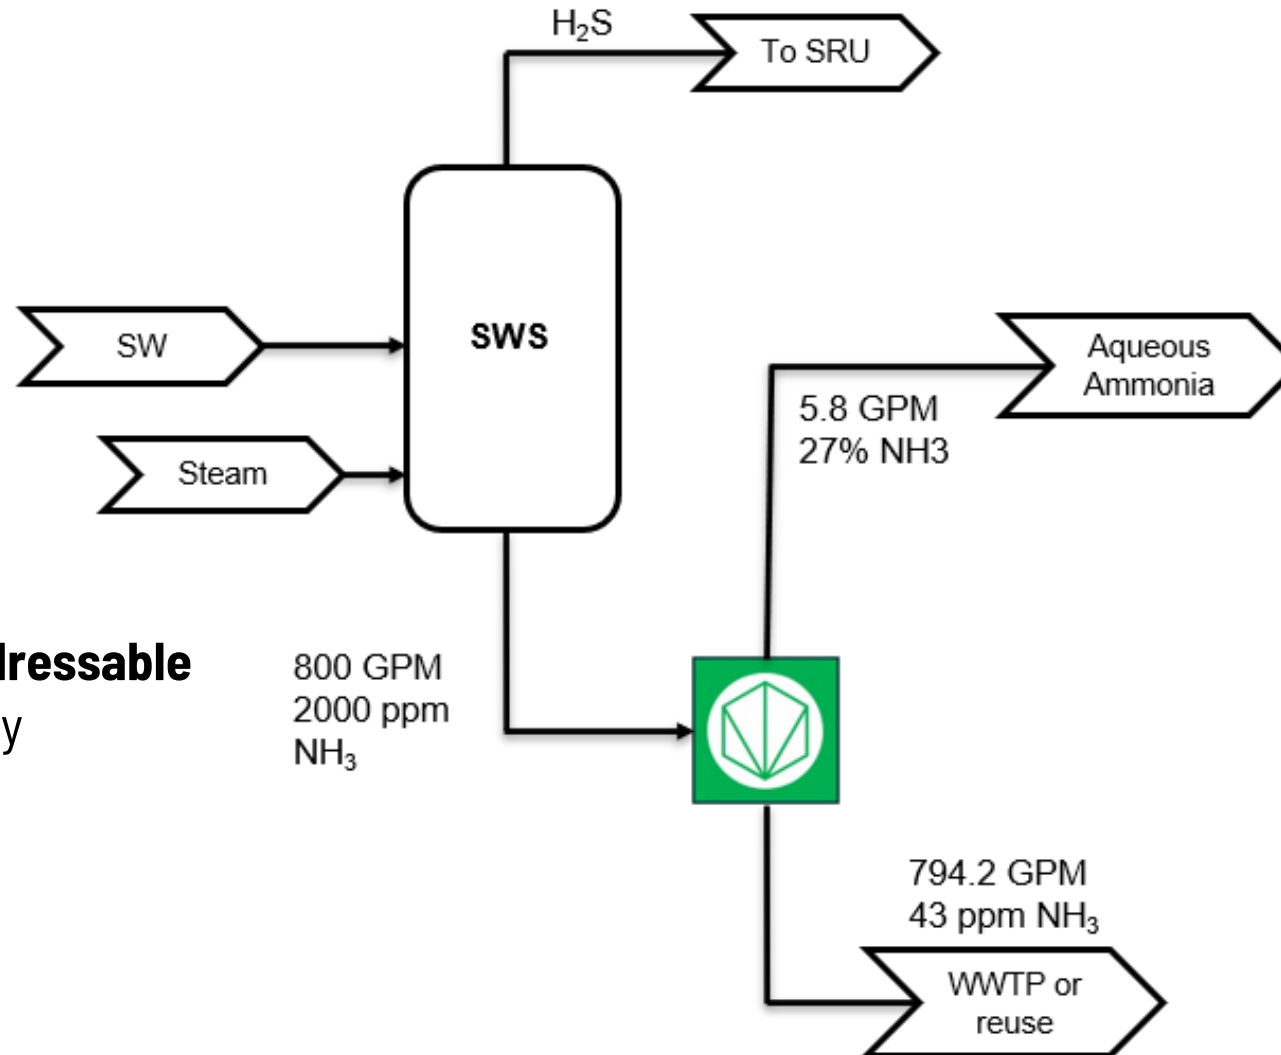 H₂S
To SRU
SWS
SW
Steam
Aqueous
Ammonia
5.8 GPM
27% NH3
dressable
y
800 GPM
2000 ppm
NH₃
794.2 GPM
43 ppm NH₃
WWTP or
reuse